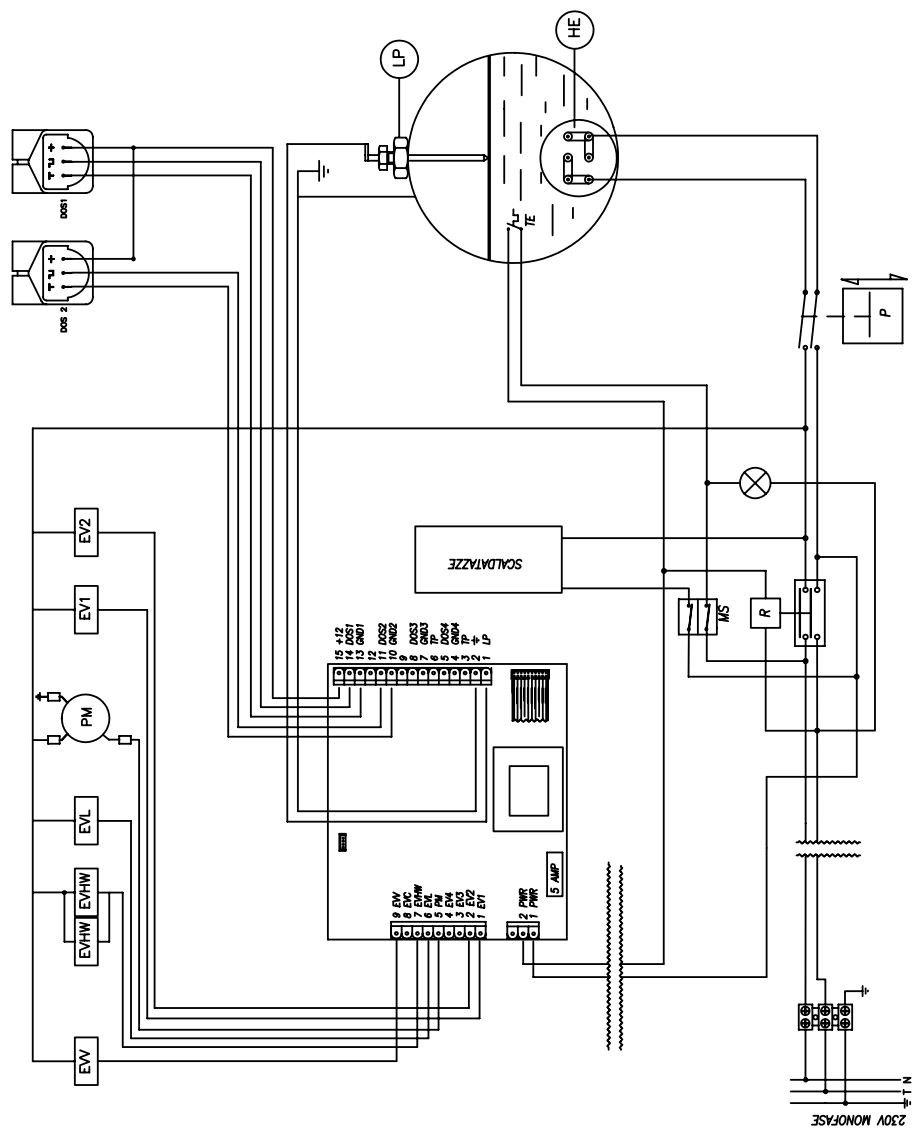 HE
LP
+
DOS1
+
DOS 2
TE
P
EV2
EV1
PM
EVL
EVHW
EVHW
EVV
SCALDATAZZE
MS
R
15 +12
14 DOS1
13 GND1
12
11 DOS2
10 GND2
9
8 DOS3
7 GND3
6 TP
5 DOS4
4 GND4
3 TP
2
1 LP
9 EVV
8 EVC
7 EVHW
6 EVL
5 PM
4 EV4
3 EV3
2 EV2
1 EV1
2 PWR
1 PWR
5 AMP
N
T
230V MONOFASE